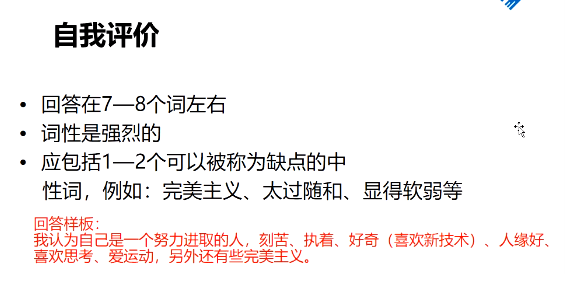 自我评价
• 回答在7—8个词左右
• 词性是强烈的
• 应包括1—2个可以被称为缺点的中
性词，例如：完美主义、太过随和、显得软弱等
回答样板：
我认为自己是一个努力进取的人，刻苦、执着、好奇（喜欢新技术）、人缘好、
喜欢思考、爱运动，另外还有些完美主义。